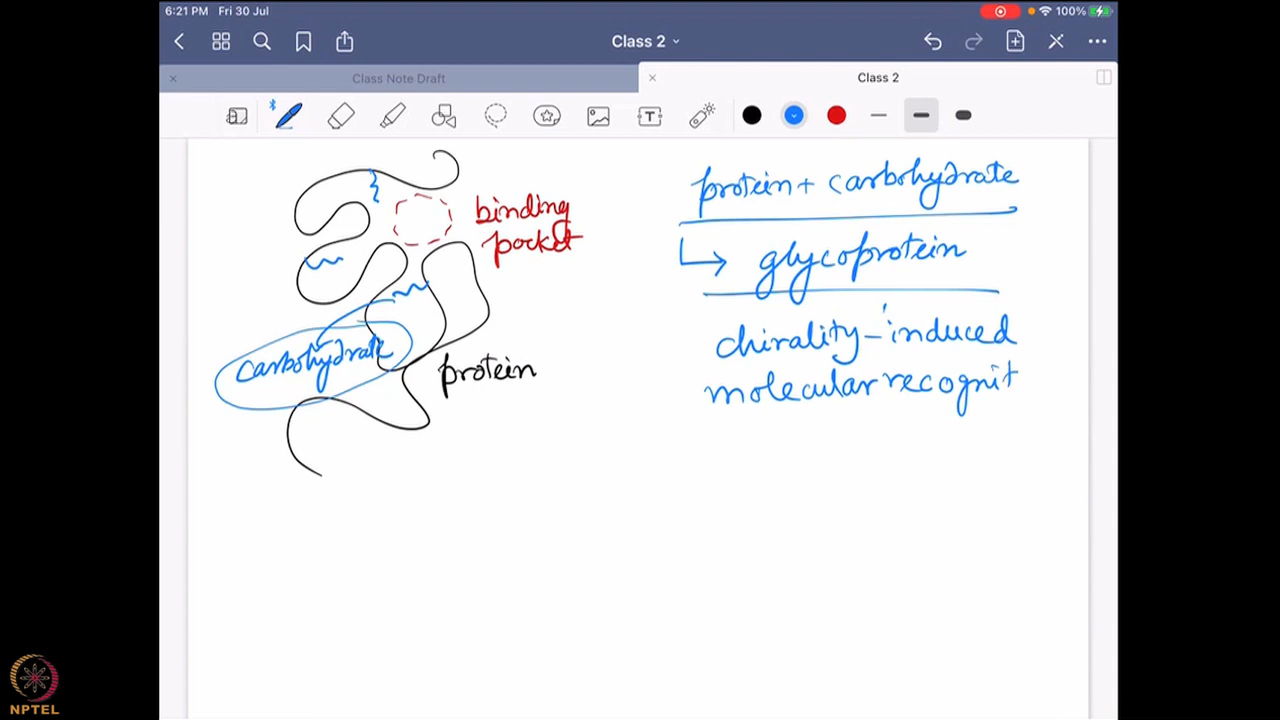 6:21 PM Fri 30 Jul
100%
Class 2
Class Note Draft
Class 2
T
binding
pocket
carbohydrate
protein
protein + carbohydrate
glycoprotein
chirality-induced
molecular recognit
NPTEL